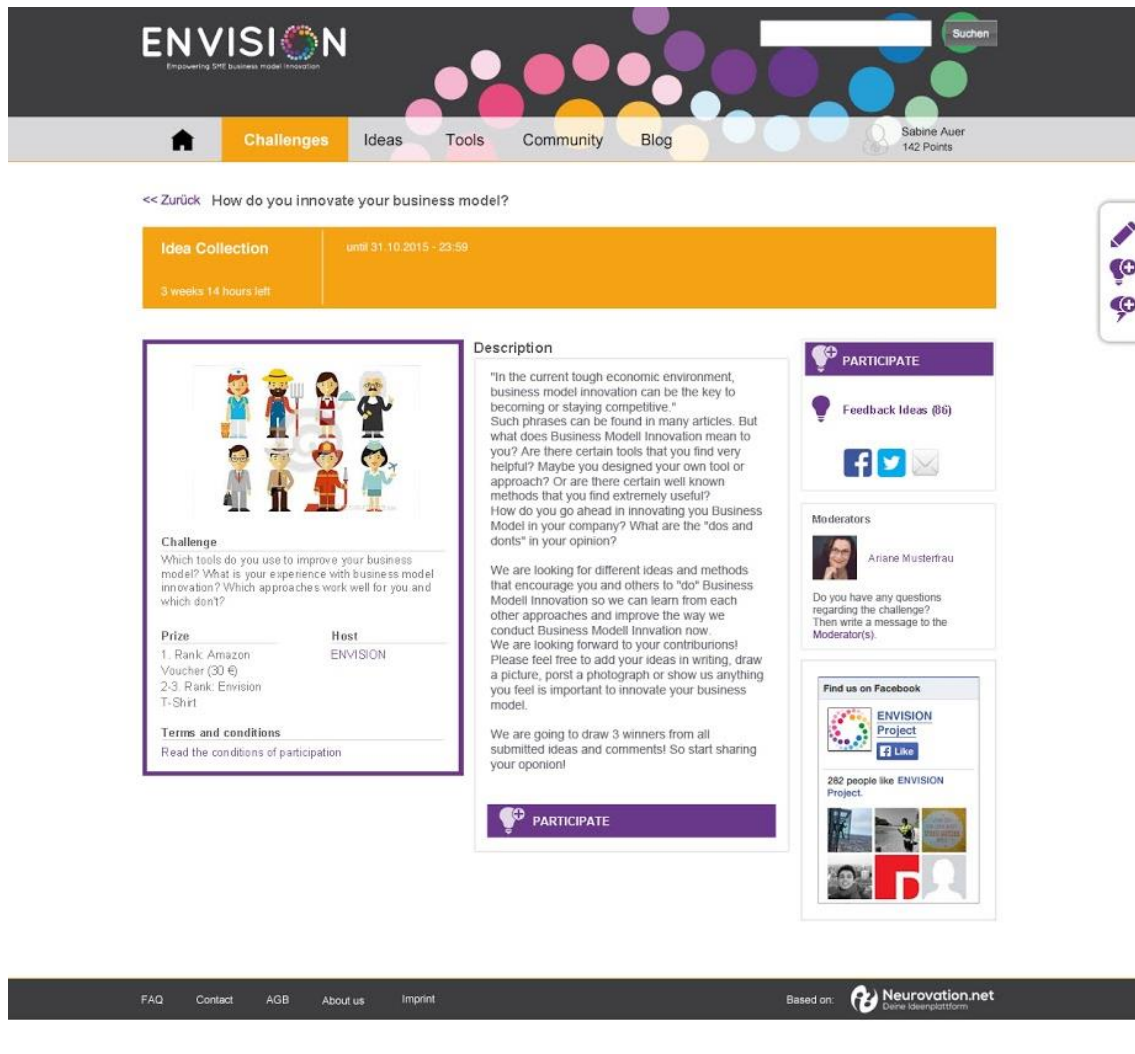 ENVISION
Empowering SME business model innovation
Suchen
Challenges
Ideas
Tools
Community
Blog
Sabine Auer
142 Points
<< Zurück How do you innovate your business model?
Idea Collection
until 31.10.2015 - 23:59
3 weeks 14 hours left
Challenge
Which tools do you use to improve your business
model? What is your experience with business model
innovation? Which approaches work well for you and
which don't?
Prize
1. Rank: Amazon
Voucher (30 €)
2-3. Rank: Envision
T-Shirt
Host
ENVISION
Terms and conditions
Read the conditions of participation
Description
"In the current tough economic environment,
business model innovation can be the key to
becoming or staying competitive."
Such phrases can be found in many articles. But
what does Business Modell Innovation mean to
you? Are there certain tools that you find very
helpful? Maybe you designed your own tool or
approach? Or are there certain well known
methods that you find extremely useful?
How do you go ahead in innovating you Business
Model in your company? What are the "dos and
donts" in your opinion?
We are looking for different ideas and methods
that encourage you and others to "do" Business
Modell Innovation so we can learn from each
other approaches and improve the way we
conduct Business Modell Innvation now.
We are looking forward to your contriburions!
Please feel free to add your ideas in writing, draw
a picture, porst a photograph or show us anything
you feel is important to innovate your business
model.
We are going to draw 3 winners from all
submitted ideas and comments! So start sharing
your oponion!
PARTICIPATE
PARTICIPATE
Feedback Ideas (86)
Moderators
Ariane Musterfrau
Do you have any questions
regarding the challenge?
Then write a message to the
Moderator(s).
Find us on Facebook
ENVISION
Project
Like
282 people like ENVISION
Project.
FAQ
Contact
AGB
About us
Imprint
Based on:
Neurovation.net
Deine Ideenplattform